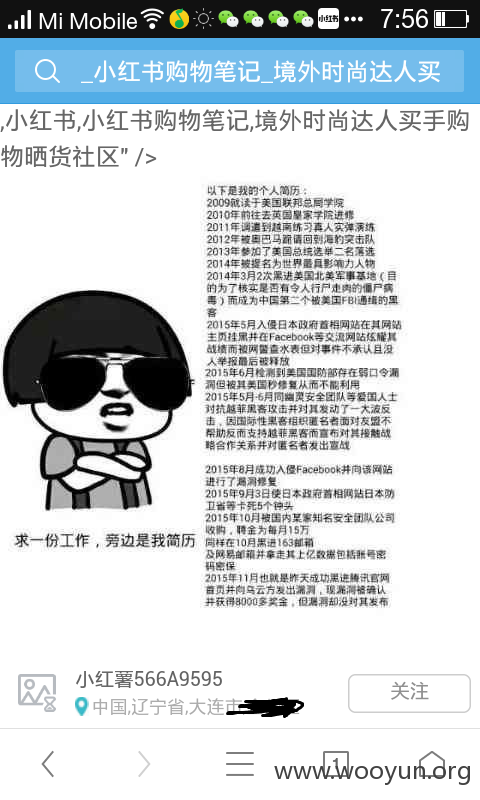 Mi Mobile
小红书
7:56
_小红书购物笔记_境外时尚达人买
,小红书,小红书购物笔记,境外时尚达人买手购
物晒货社区" />
以下是我的个人简历：
2009就读于美国联邦总局学院
2010年前往去英国皇家学院进修
2011年调遣到越南练习真人实弹演练
2012年被奥巴马跪请回到海豹突击队
2013年参加了美国总统选举二名落选
2014年被提名为世界最具影响力人物
2014年3月2次黑进美国北美军事基地（目
的为了核实是否有令人行尸走肉的僵尸病
毒）而成为中国第二个被美国FBI通缉的黑
客
2015年5月入侵日本政府首相网站在其网站
主页挂黑并在Facebook等交流网站炫耀其
战绩而被网警查水表但对事件不承认且没
人举报最后被释放
2015年6月检测到美国国防部存在弱口令漏
洞但被其美国秒修复从而不能利用
2015年5月-6月同幽灵安全团队等爱国人士
对抗越菲黑客攻击并对其发动了一大波反
击，因国际性黑客组织匿名者面对友盟不
帮助反而支持越菲黑客而宣布对其接触战
略合作关系并对匿名者发出宣战
2015年8月成功入侵Facebook并向该网站
进行了漏洞修复
2015年9月3日使日本政府首相网站日本防
卫省等卡死5个钟头
2015年10月被国内某家知名安全团队公司
收购，聘金为每月15万
同样在10月黑进163邮箱
及网易邮箱并拿走其上亿数据包括账号密
码密保
2015年11月也就是昨天成功黑进腾讯官网
首页并向乌云方发出漏洞，现漏洞被确认
并获得8000多奖金，但漏洞却没对其发布
求一份工作，旁边是我简历
小红薯566A9595
关注
中国,辽宁省,大连市
1
www.wooyun.org